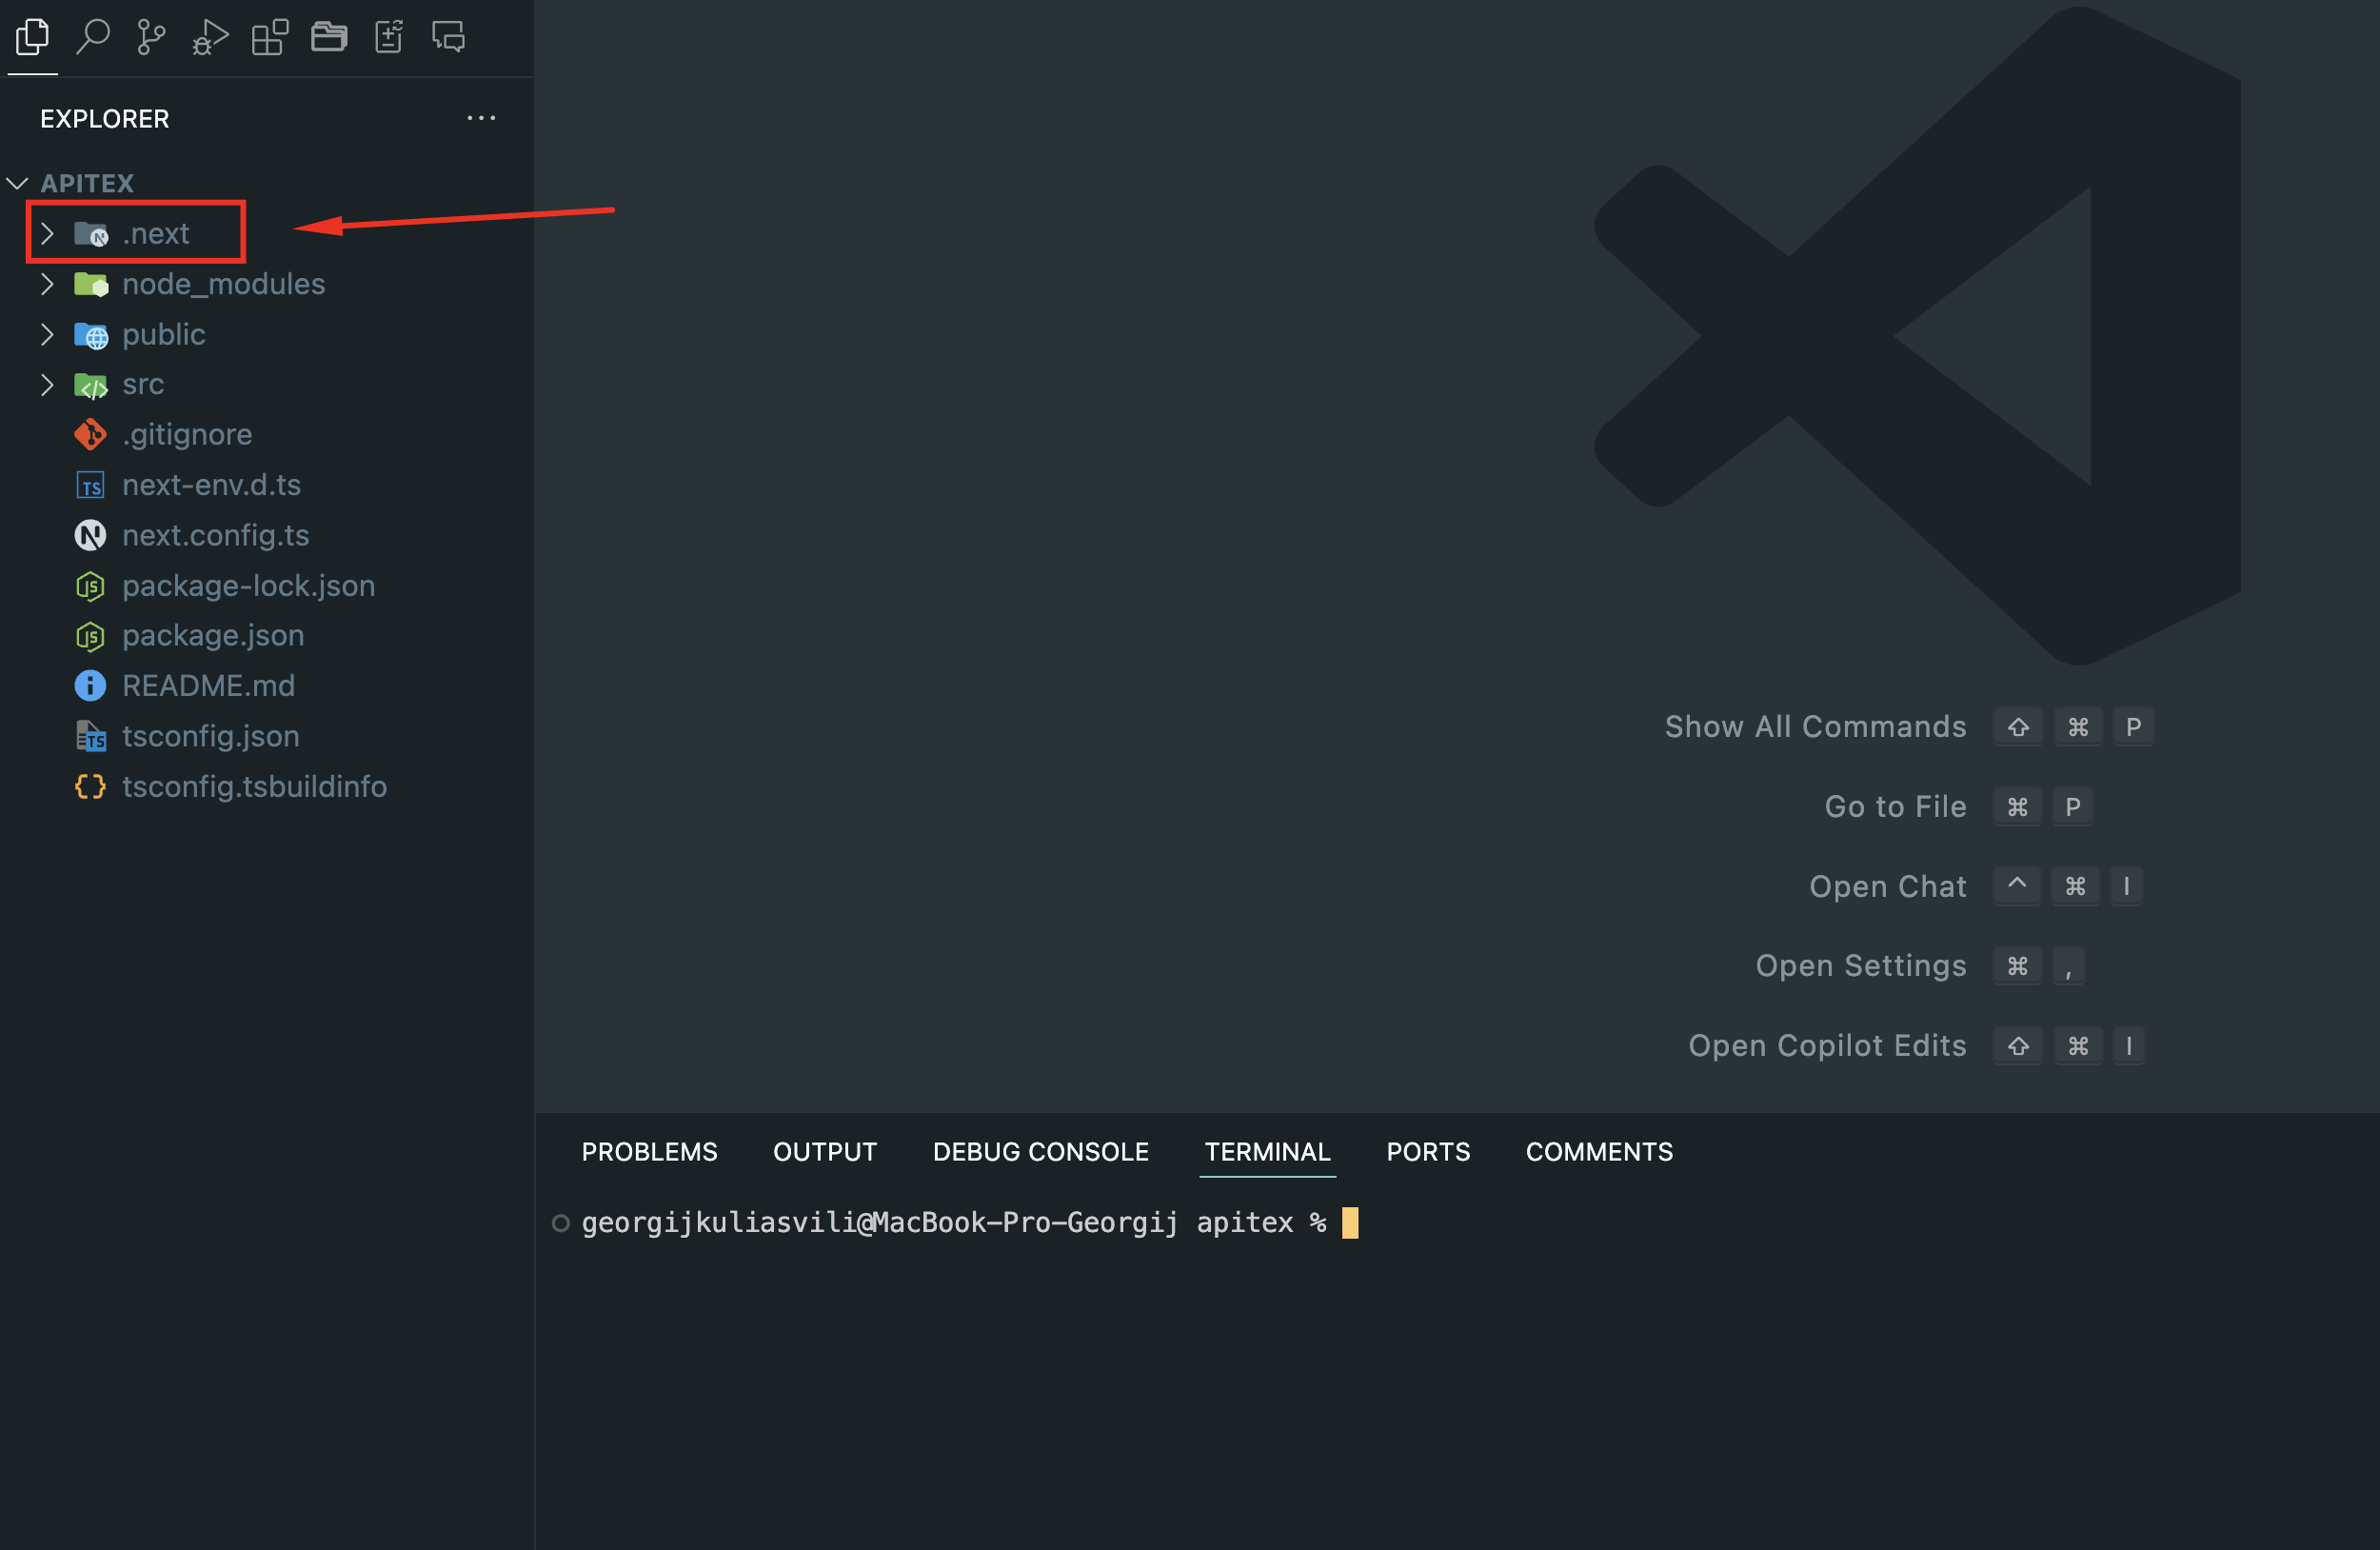 EXPLORER
APITEX
.next
node_modules
public
src
.gitignore
next-env.d.ts
next.config.ts
package-lock.json
package.json
README.md
tsconfig.json
tsconfig.tsbuildinfo
Show All Commands ⇧ ⌘ P
Go to File ⌘ P
Open Chat ^ ⌘ I
Open Settings ⌘ ,
Open Copilot Edits ⇧ ⌘ I
PROBLEMS OUTPUT DEBUG CONSOLE TERMINAL PORTS COMMENTS
georgijkuliasvili@MacBook-Pro-Georgij apitex %